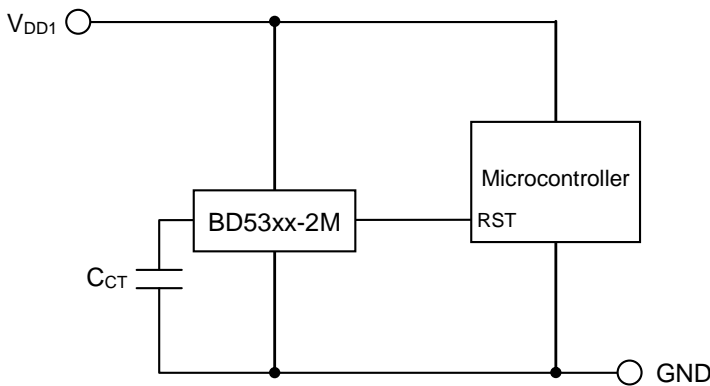 VDD1
Microcontroller
BD53xx-2M
RST
CCT
GND